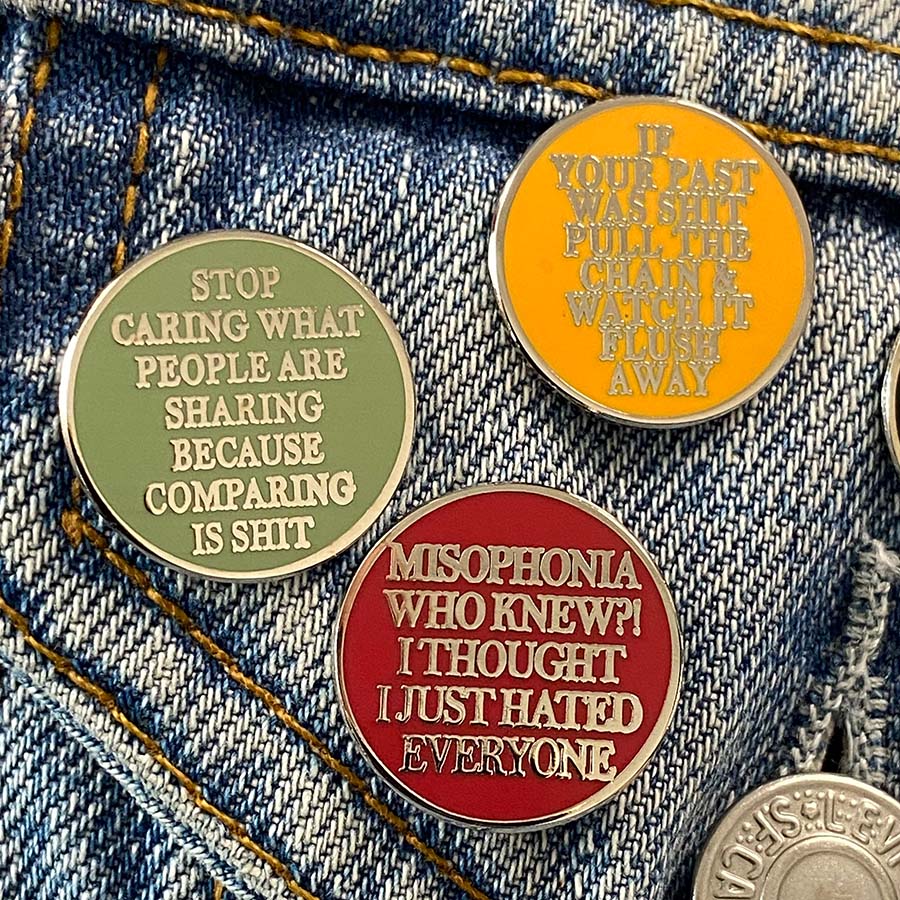 STOP
CARING WHAT
PEOPLE ARE
SHARING
BECAUSE
COMPARING
IS SHIT
IF
YOUR PAST
WAS SHIT
PULL THE
CHAIN &
WATCH IT
FLUSH
AWAY
MISOPHONIA
WHO KNEW?!
I THOUGHT
I JUST HATED
EVERYONE
S.F.CA